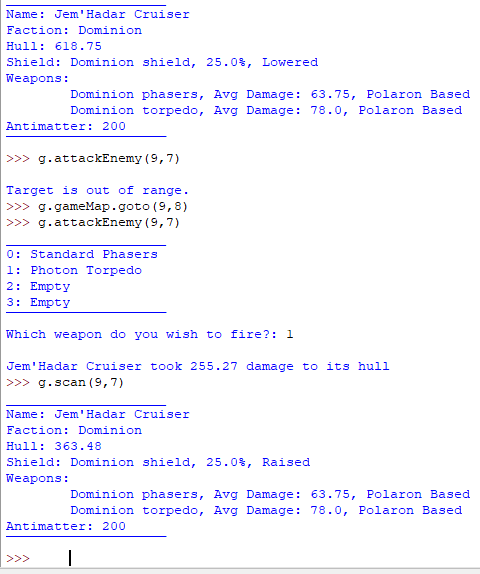 Name: Jem'Hadar Cruiser
Faction: Dominion
Hull: 618.75
Shield: Dominion shield, 25.0%, Lowered
Weapons:
Dominion phasers, Avg Damage: 63.75, Polaron Based
Dominion torpedo, Avg Damage: 78.0, Polaron Based
Antimatter: 200
>>> g.attackEnemy(9,7)
Target is out of range.
>>> g.gameMap.goto(9,8)
>>> g.attackEnemy(9,7)
0: Standard Phasers
1: Photon Torpedo
2: Empty
3: Empty
Which weapon do you wish to fire?: 1
Jem'Hadar Cruiser took 255.27 damage to its hull
>>> g.scan(9,7)
Name: Jem'Hadar Cruiser
Faction: Dominion
Hull: 363.48
Shield: Dominion shield, 25.0%, Raised
Weapons:
Dominion phasers, Avg Damage: 63.75, Polaron Based
Dominion torpedo, Avg Damage: 78.0, Polaron Based
Antimatter: 200
>>>